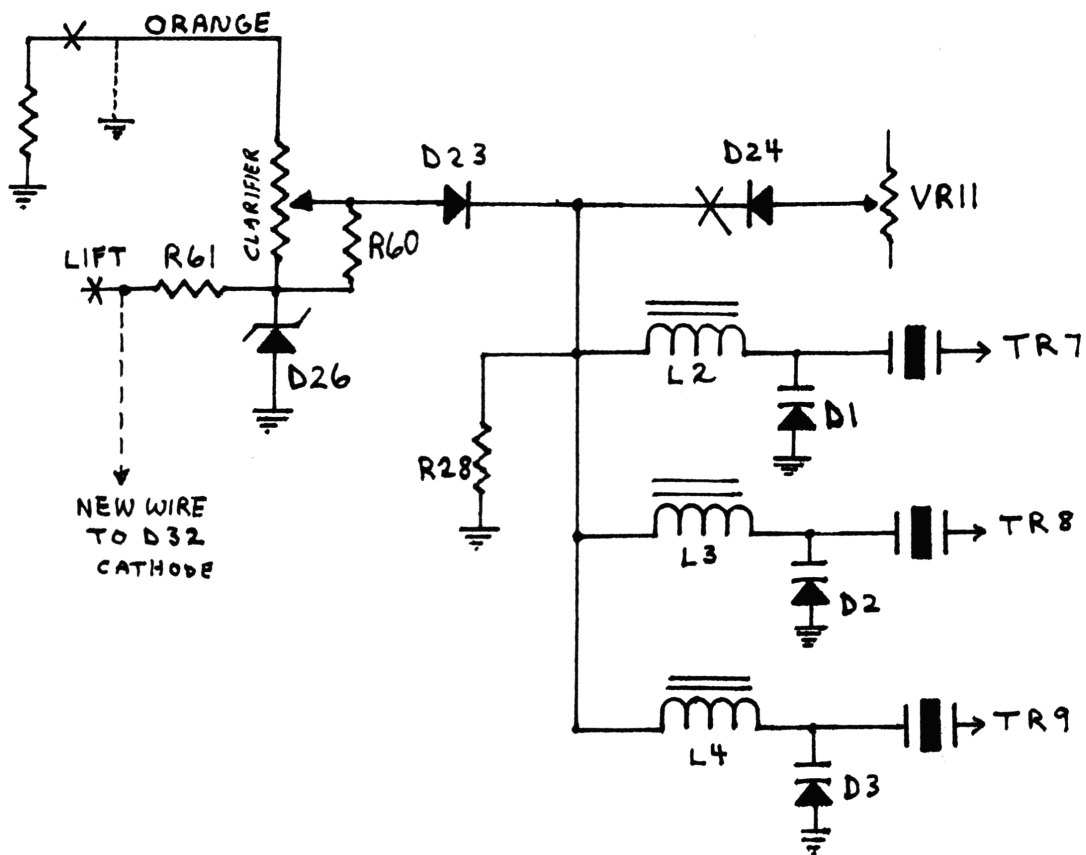 ORANGE
CLARIFIER
D23
D24
VR11
R60
LIFT
R61
D26
L2
TR7
D1
R28
NEW WIRE
TO D32
CATHODE
L3
TR8
D2
L4
TR9
D3